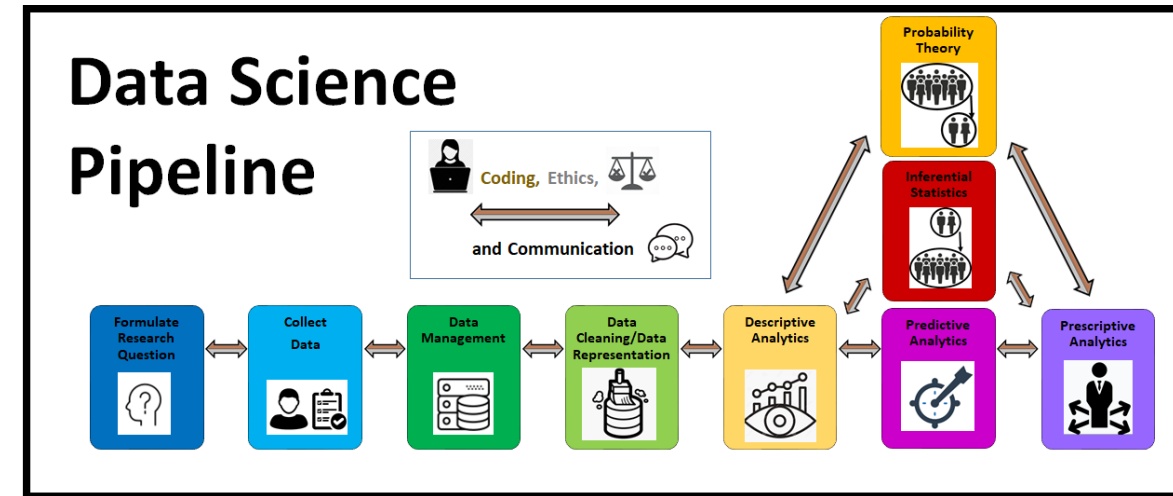 Data Science
Pipeline
Coding, Ethics,
and Communication
Probability
Theory
Inferential
Statistics
Formulate
Research
Question
Collect
Data
Data
Management
Data
Cleaning/Data
Representation
Descriptive
Analytics
Predictive
Analytics
Prescriptive
Analytics